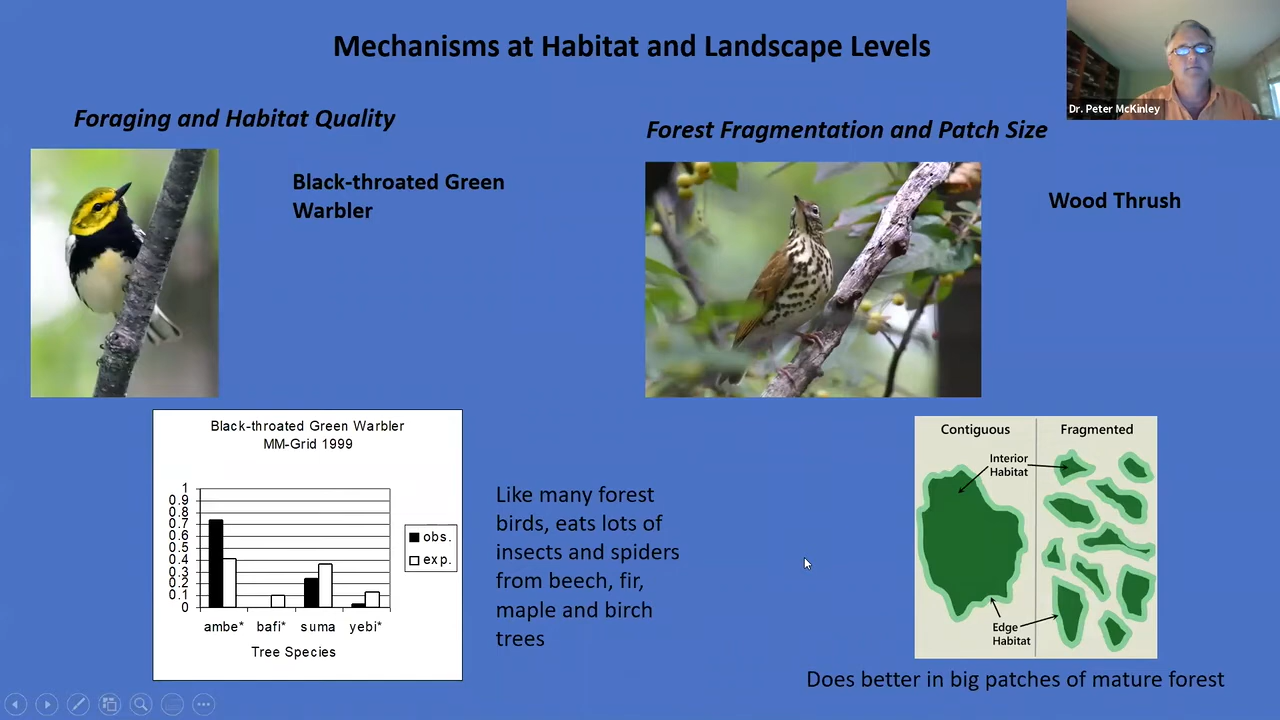 Mechanisms at Habitat and Landscape Levels
Dr. Peter McKinley
Foraging and Habitat Quality
Black-throated Green
Warbler
Forest Fragmentation and Patch Size
Wood Thrush
Black-throated Green Warbler
MM-Grid 1999
1
0.9
0.8
0.7
0.6
0.5
0.4
0.3
0.2
0.1
0
obs.
exp.
ambe* bafi* suma yebi*
Tree Species
Like many forest
birds, eats lots of
insects and spiders
from beech, fir,
maple and birch
trees
Contiguous
Fragmented
Interior
Habitat
Edge
Habitat
Does better in big patches of mature forest